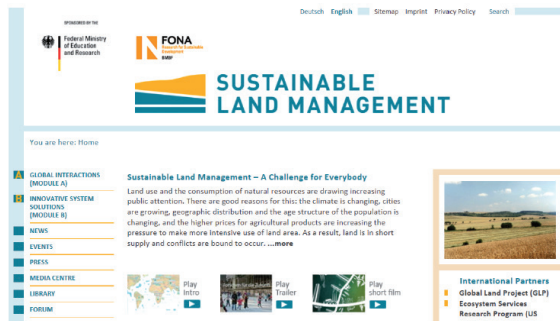 Deutsch English Sitemap Imprint Privacy Policy Search
SPONSORED BY THE
Federal Ministry
of Education
and Research
FONA
Research for Sustainable
Development
BMBF
SUSTAINABLE
LAND MANAGEMENT
You are here: Home
A GLOBAL INTERACTIONS
(MODULE A)
B INNOVATIVE SYSTEM
SOLUTIONS
(MODULE B)
NEWS
EVENTS
PRESS
MEDIA CENTRE
LIBRARY
FORUM
Sustainable Land Management – A Challenge for Everybody
Land use and the consumption of natural resources are drawing increasing
public attention. There are good reasons for this: the climate is changing, cities
are growing, geographic distribution and the age structure of the population is
changing, and the higher prices for agricultural products are increasing the
pressure to make more intensive use of land area. As a result, land is in short
supply and conflicts are bound to occur. ...more
Play
Intro
Play
Trailer
Play
short film
International Partners
Global Land Project (GLP)
Ecosystem Services
Research Program (US